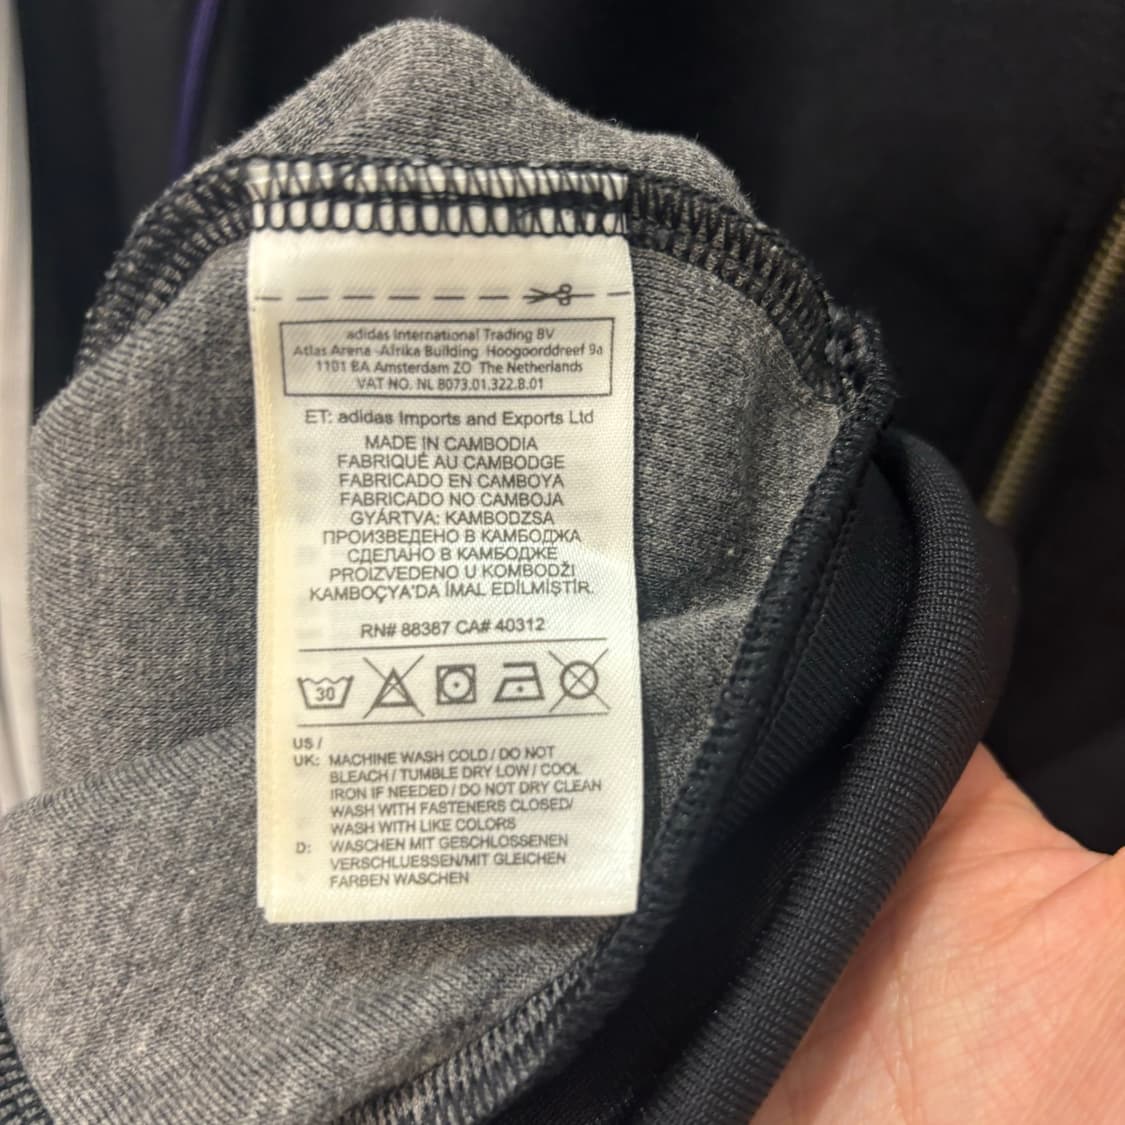 adidas International Trading BV
Atlas Arena -Afrika Building Hoogoorddreef 9a
1101 BA Amsterdam ZO The Netherlands
VAT NO. NL 8073.01.322.B.01
ET: adidas Imports and Exports Ltd
MADE IN CAMBODIA
FABRIQUÉ AU CAMBODGE
FABRICADO EN CAMBOYA
FABRICADO NO CAMBOJA
GYÁRTVA: KAMBODZSA
ПРОИЗВЕДЕНО В КАМБОДЖА
СДЕЛАНО В КАМБОДЖЕ
PROIZVEDENO U KOMBODŽI
KAMBOÇYA'DA İMAL EDİLMİŞTİR.
RN# 88387 CA# 40312
30
US /
UK: MACHINE WASH COLD / DO NOT
BLEACH / TUMBLE DRY LOW / COOL
IRON IF NEEDED / DO NOT DRY CLEAN
WASH WITH FASTENERS CLOSED/
WASH WITH LIKE COLORS
D: WASCHEN MIT GESCHLOSSENEN
VERSCHLUESSEN/MIT GLEICHEN
FARBEN WASCHEN